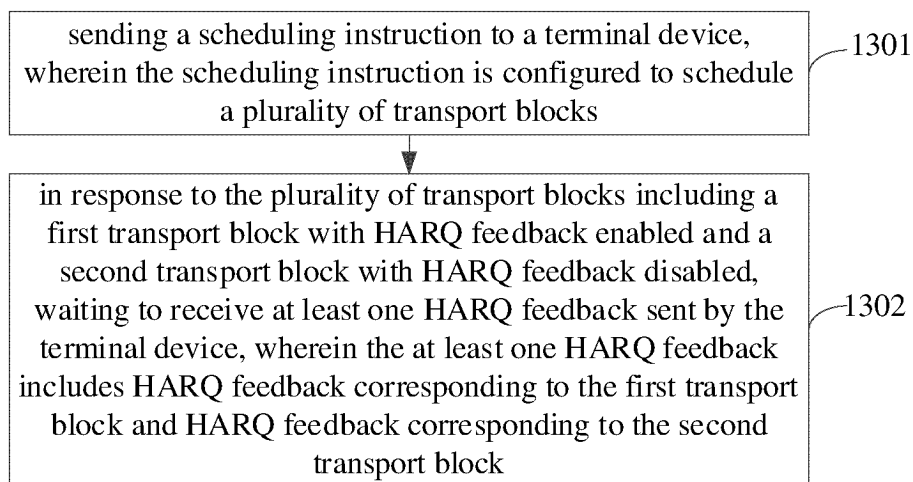 sending a scheduling instruction to a terminal device,
wherein the scheduling instruction is configured to schedule
a plurality of transport blocks
1301
in response to the plurality of transport blocks including a
first transport block with HARQ feedback enabled and a
second transport block with HARQ feedback disabled,
waiting to receive at least one HARQ feedback sent by the
terminal device, wherein the at least one HARQ feedback
includes HARQ feedback corresponding to the first transport
block and HARQ feedback corresponding to the second
transport block
1302